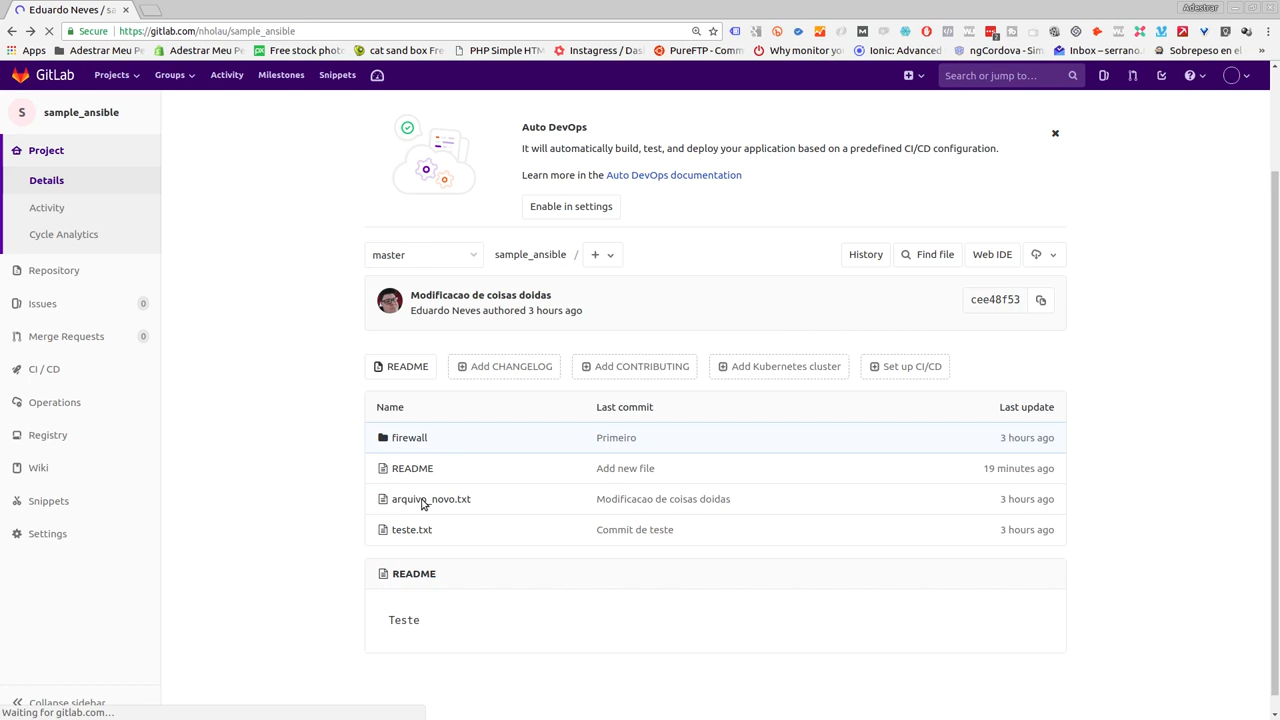 Eduardo Neves / sa
Adestrar
Secure
https://gitlab.com/nholau/sample_ansible
Apps
Adestrar Meu Pe
Adestrar Meu P
Free stock photo
cat sand box Fre
PHP Simple HTM
Instagress / Das
PureFTP - Comm
Why monitor yo
Ionic: Advanced
ngCordova - Sim
Inbox – serrano.
Sobrepeso en el
GitLab
Projects
Groups
Activity
Milestones
Snippets
Search or jump to…
S
sample_ansible
Project
Details
Activity
Cycle Analytics
Repository
Issues
0
Merge Requests
0
CI / CD
Operations
Registry
Wiki
Snippets
Settings
Collapse sidebar
Auto DevOps
It will automatically build, test, and deploy your application based on a predefined CI/CD configuration.
Learn more in the Auto DevOps documentation
Enable in settings
master
sample_ansible /
History
Find file
Web IDE
Modificacao de coisas doidas
Eduardo Neves authored 3 hours ago
cee48f53
README
Add CHANGELOG
Add CONTRIBUTING
Add Kubernetes cluster
Set up CI/CD
Name
Last commit
Last update
firewall
Primeiro
3 hours ago
README
Add new file
19 minutes ago
arquivo_novo.txt
Modificacao de coisas doidas
3 hours ago
teste.txt
Commit de teste
3 hours ago
README
Teste
Waiting for gitlab.com…